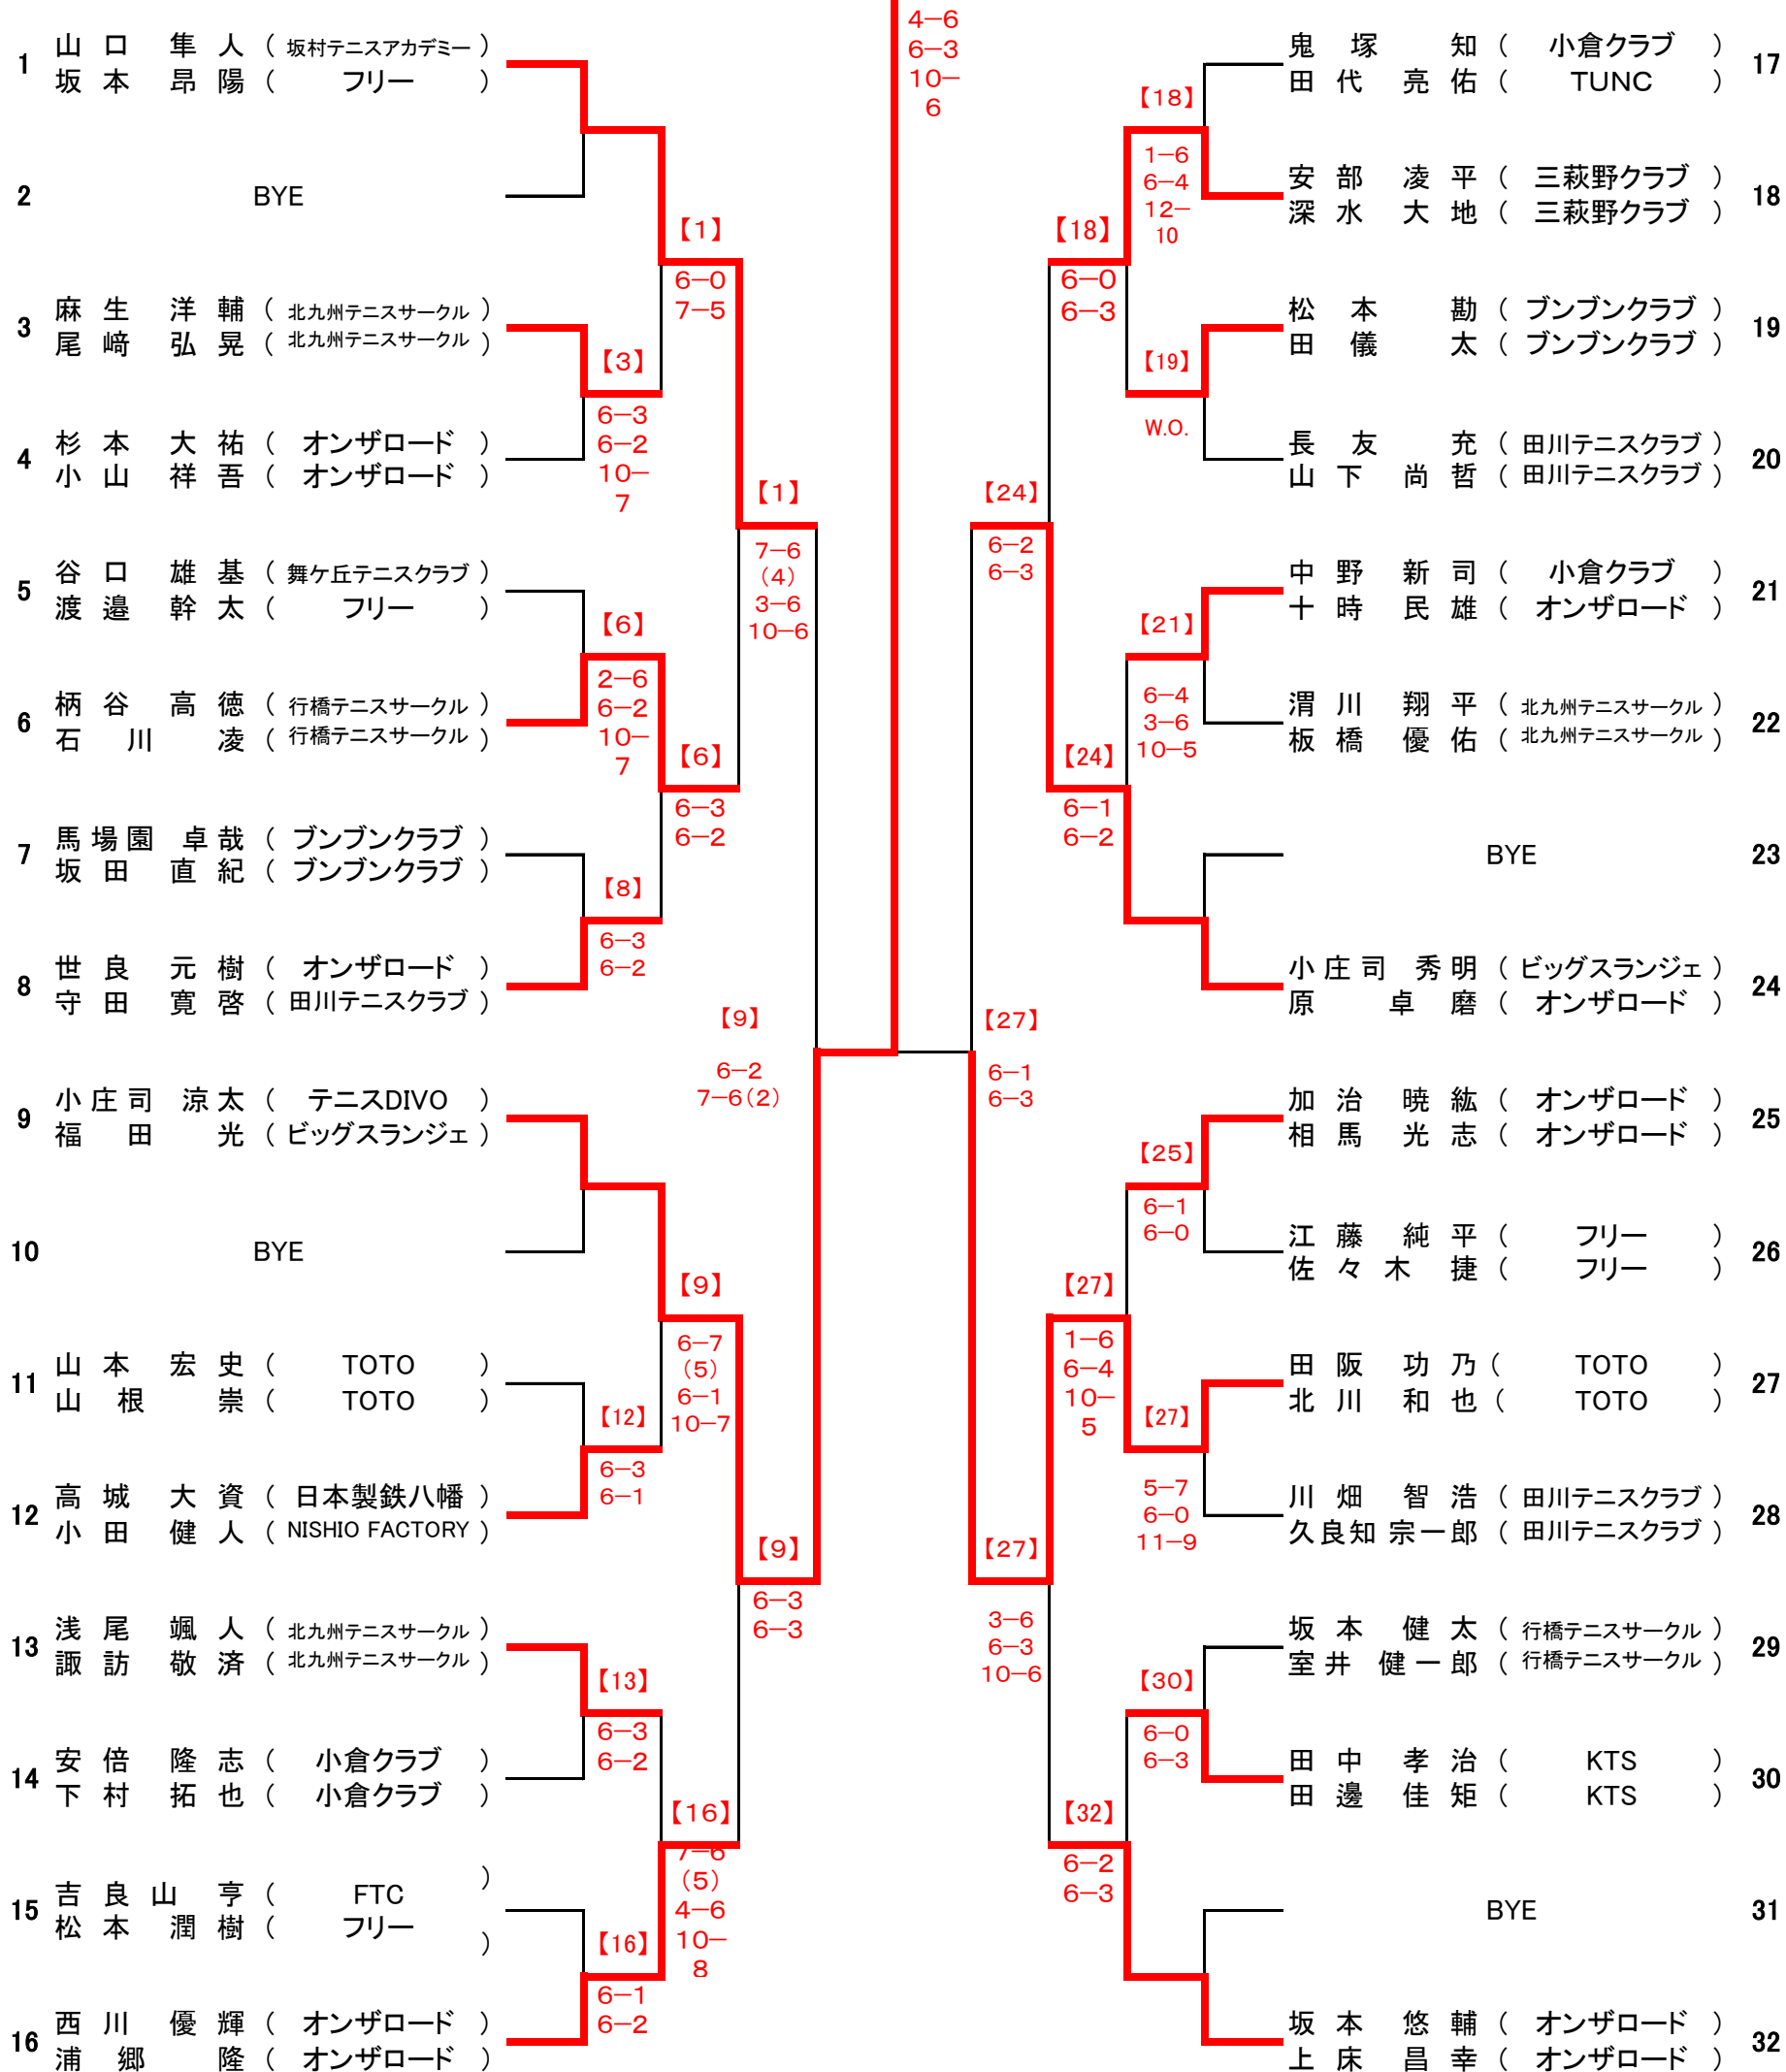 4-6
6-3
10-
6
1 山口 隼人 ( 坂村テニスアカデミー )
坂本 昂陽 ( フリー )
2 BYE
【1】
6-0
7-5
3 麻生 洋輔 ( 北九州テニスサークル )
尾﨑 弘晃 ( 北九州テニスサークル )
【3】
6-3
6-2
10-
7
4 杉本 大祐 ( オンザロード )
小山 祥吾 ( オンザロード )
【1】
7-6
(4)
3-6
10-6
5 谷口 雄基 ( 舞ケ丘テニスクラブ )
渡邉 幹太 ( フリー )
【6】
2-6
6-2
10-
7
6 柄谷 高徳 ( 行橋テニスサークル )
石川 凌 ( 行橋テニスサークル )
【6】
6-3
6-2
7 馬場園 卓哉 ( ブンブンクラブ )
坂田 直紀 ( ブンブンクラブ )
【8】
6-3
6-2
8 世良 元樹 ( オンザロード )
守田 寛啓 ( 田川テニスクラブ )
【9】
6-2
7-6(2)
9 小庄司 涼太 ( テニスDIVO )
福田 光 ( ビッグスランジェ )
10 BYE
【9】
6-7
(5)
6-1
10-7
11 山本 宏史 ( TOTO )
山根 崇 ( TOTO )
【12】
6-3
6-1
12 高城 大資 ( 日本製鉄八幡 )
小田 健人 ( NISHIO FACTORY )
【9】
6-3
6-3
13 浅尾 颯人 ( 北九州テニスサークル )
諏訪 敬済 ( 北九州テニスサークル )
【13】
6-3
6-2
14 安倍 隆志 ( 小倉クラブ )
下村 拓也 ( 小倉クラブ )
【16】
7-6
(5)
4-6
10-
8
15 吉良山 亨 ( FTC )
松本 潤樹 ( フリー )
【16】
6-1
6-2
16 西川 優輝 ( オンザロード )
浦郷 隆 ( オンザロード )
鬼塚 知 ( 小倉クラブ ) 17
田代 亮佑 ( TUNC )
【18】
1-6
6-4
12-
10
安部 凌平 ( 三萩野クラブ ) 18
深水 大地 ( 三萩野クラブ )
【18】
6-0
6-3
松本 勘 ( ブンブンクラブ ) 19
田儀 太 ( ブンブンクラブ )
【19】
W.O.
長友 充 ( 田川テニスクラブ ) 20
山下 尚哲 ( 田川テニスクラブ )
【24】
6-2
6-3
中野 新司 ( 小倉クラブ ) 21
十時 民雄 ( オンザロード )
【21】
6-4
3-6
10-5
渭川 翔平 ( 北九州テニスサークル ) 22
板橋 優佑 ( 北九州テニスサークル )
【24】
6-1
6-2
BYE 23
小庄司 秀明 ( ビッグスランジェ ) 24
原 卓磨 ( オンザロード )
【27】
6-1
6-3
加治 暁紘 ( オンザロード ) 25
相馬 光志 ( オンザロード )
【25】
6-1
6-0
江藤 純平 ( フリー ) 26
佐々木 捷 ( フリー )
【27】
1-6
6-4
10-
5
田阪 功乃 ( TOTO ) 27
北川 和也 ( TOTO )
【27】
5-7
6-0
11-9
川畑 智浩 ( 田川テニスクラブ ) 28
久良知 宗一郎 ( 田川テニスクラブ )
【27】
3-6
6-3
10-6
坂本 健太 ( 行橋テニスサークル ) 29
室井 健一郎 ( 行橋テニスサークル )
【30】
6-0
6-3
田中 孝治 ( KTS ) 30
田邊 佳矩 ( KTS )
【32】
6-2
6-3
BYE 31
坂本 悠輔 ( オンザロード ) 32
上床 昌幸 ( オンザロード )